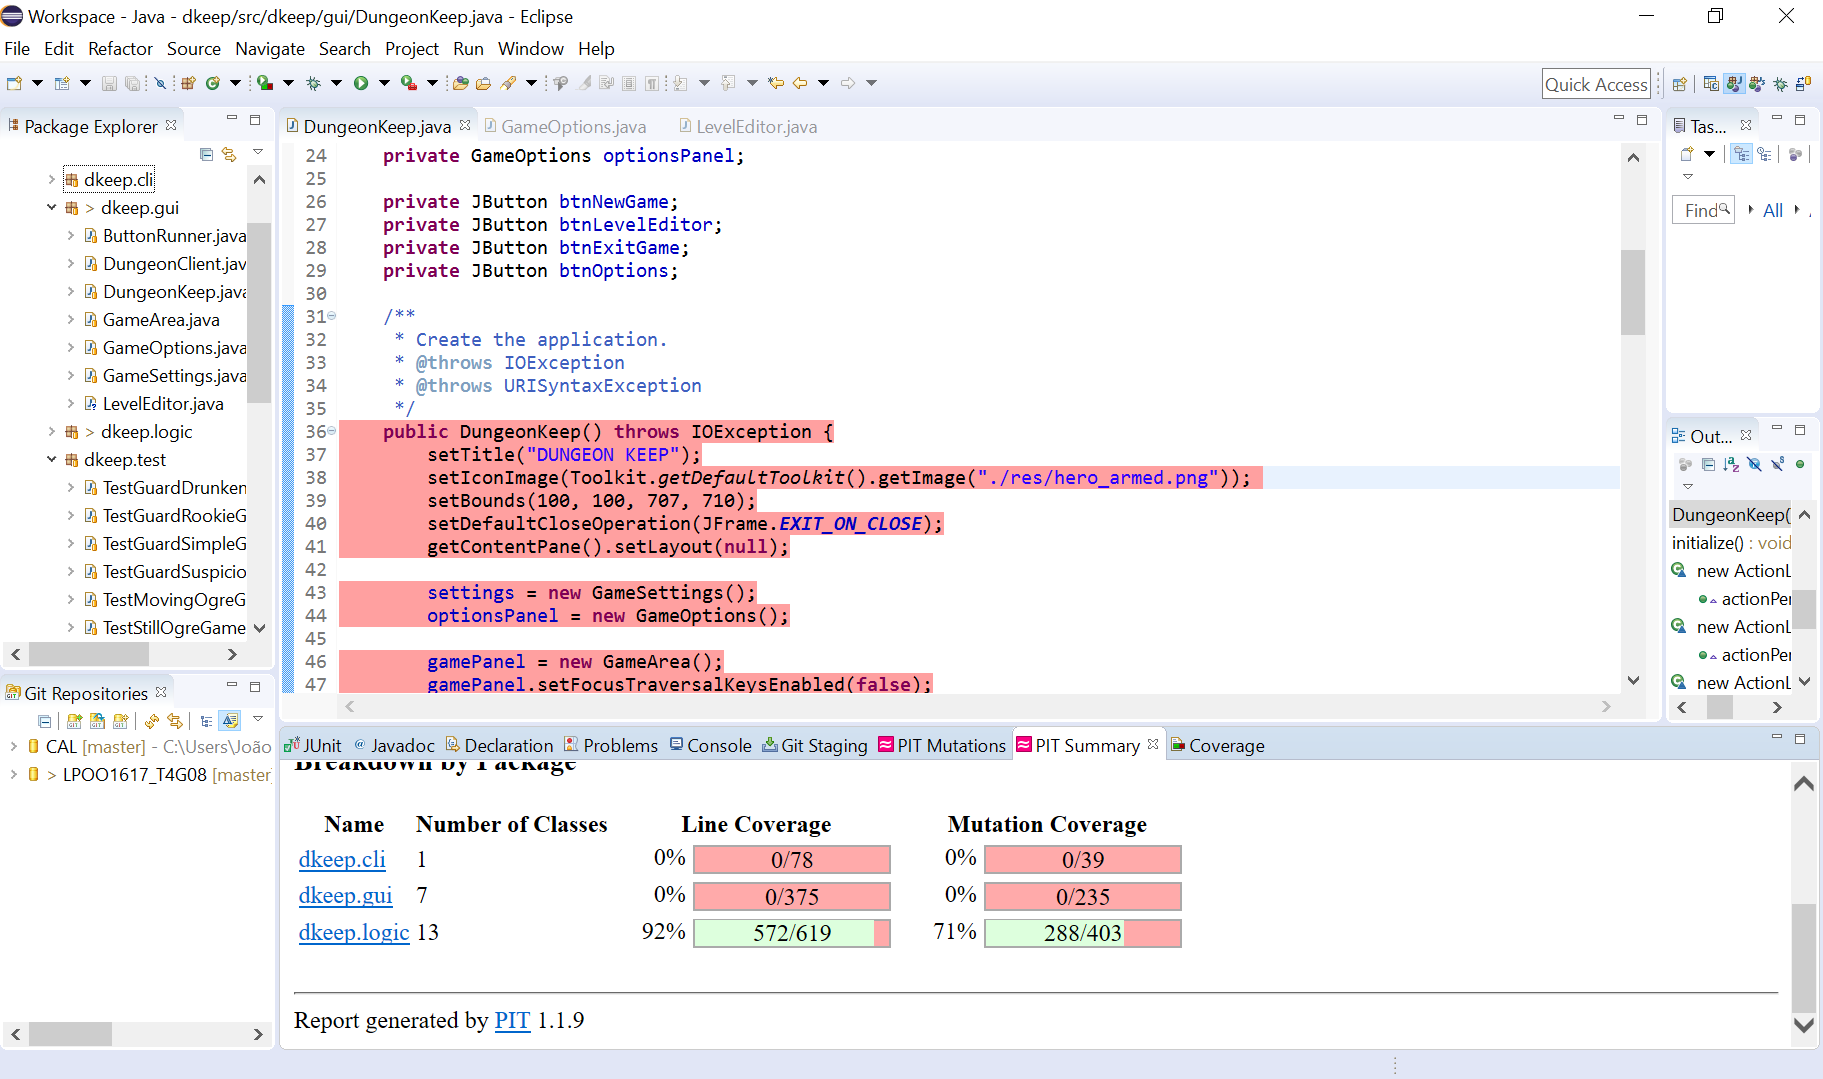 Workspace - Java - dkeep/src/dkeep/gui/DungeonKeep.java - Eclipse
File Edit Refactor Source Navigate Search Project Run Window Help
Quick Access
Package Explorer
dkeep.cli
> dkeep.gui
ButtonRunner.java
DungeonClient.jav
DungeonKeep.java
GameArea.java
GameOptions.java
GameSettings.java
LevelEditor.java
> dkeep.logic
dkeep.test
TestGuardDrunken
TestGuardRookieG
TestGuardSimpleG
TestGuardSuspicio
TestMovingOgreG
TestStillOgreGame
Git Repositories
CAL [master] - C:\Users\João
> LPOO1617_T4G08 [master
DungeonKeep.java GameOptions.java LevelEditor.java
24 private GameOptions optionsPanel;
25
26 private JButton btnNewGame;
27 private JButton btnLevelEditor;
28 private JButton btnExitGame;
29 private JButton btnOptions;
30
31 /**
32 * Create the application.
33 * @throws IOException
34 * @throws URISyntaxException
35 */
36 public DungeonKeep() throws IOException {
37 setTitle("DUNGEON KEEP");
38 setIconImage(Toolkit.getDefaultToolkit().getImage("./res/hero_armed.png"));
39 setBounds(100, 100, 707, 710);
40 setDefaultCloseOperation(JFrame.EXIT_ON_CLOSE);
41 getContentPane().setLayout(null);
42
43 settings = new GameSettings();
44 optionsPanel = new GameOptions();
45
46 gamePanel = new GameArea();
47 gamePanel.setFocusTraversalKeysEnabled(false);
Tas...
Find All
Out...
DungeonKeep(
initialize() : void
new ActionL
actionPer
new ActionL
actionPer
new ActionL
JUnit Javadoc Declaration Problems Console Git Staging PIT Mutations PIT Summary Coverage
Breakdown by Package
Name Number of Classes Line Coverage Mutation Coverage
dkeep.cli 1 0% 0/78 0% 0/39
dkeep.gui 7 0% 0/375 0% 0/235
dkeep.logic 13 92% 572/619 71% 288/403
Report generated by PIT 1.1.9